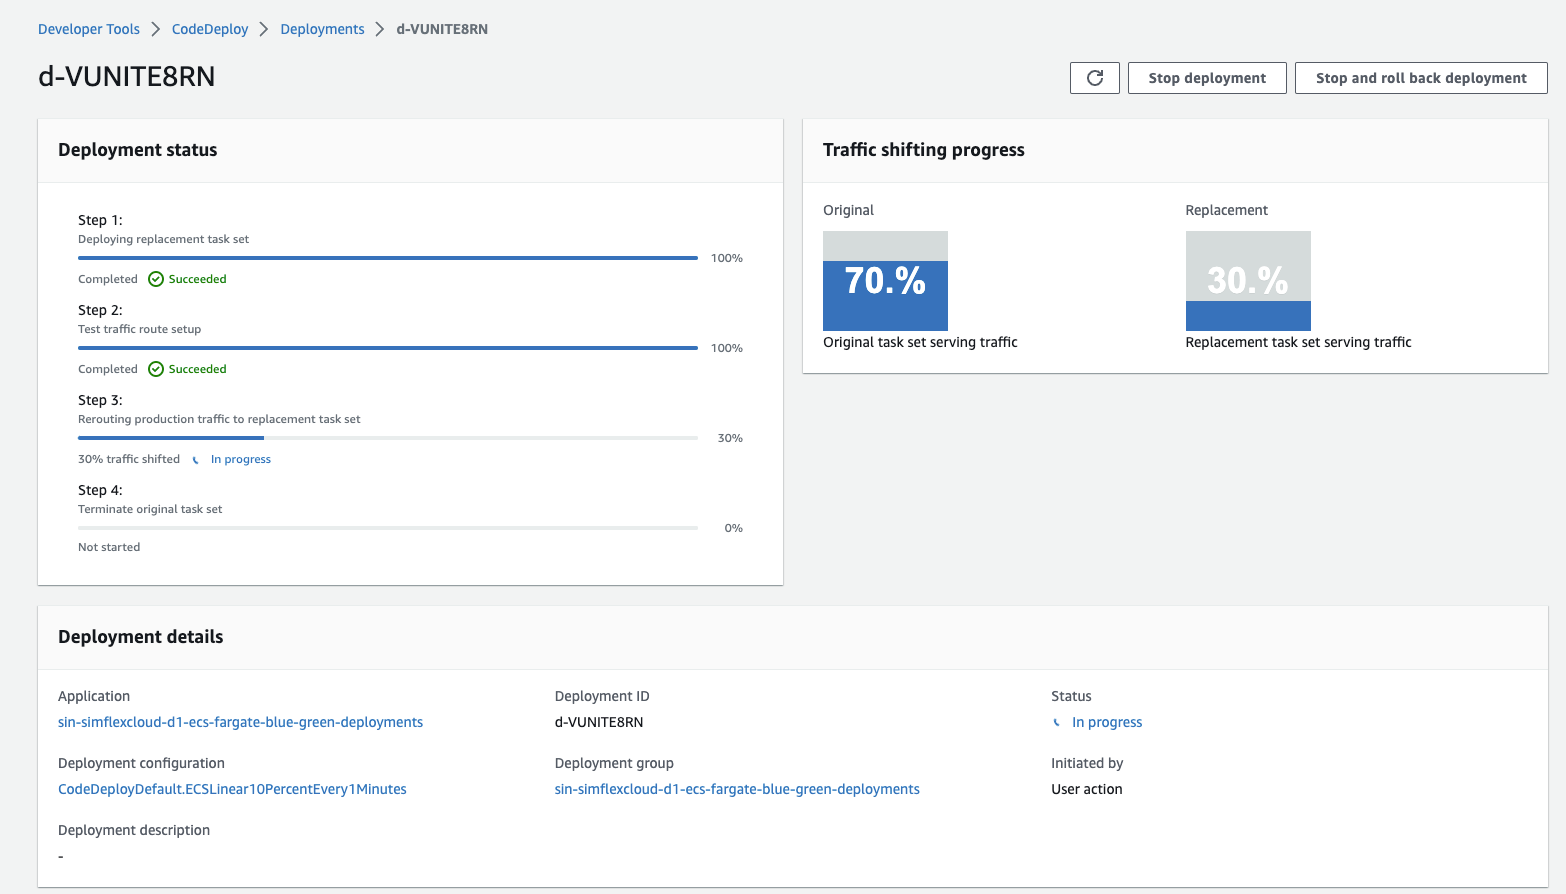 Developer Tools > CodeDeploy > Deployments > d-VUNITE8RN
d-VUNITE8RN
Stop deployment
Stop and roll back deployment
Deployment status
Step 1:
Deploying replacement task set
100%
Completed Succeeded
Step 2:
Test traffic route setup
100%
Completed Succeeded
Step 3:
Rerouting production traffic to replacement task set
30%
30% traffic shifted In progress
Step 4:
Terminate original task set
0%
Not started
Traffic shifting progress
Original
70.%
Original task set serving traffic
Replacement
30.%
Replacement task set serving traffic
Deployment details
Application
sin-simflexcloud-d1-ecs-fargate-blue-green-deployments
Deployment ID
d-VUNITE8RN
Status
In progress
Deployment configuration
CodeDeployDefault.ECSLinear10PercentEvery1Minutes
Deployment group
sin-simflexcloud-d1-ecs-fargate-blue-green-deployments
Initiated by
User action
Deployment description
-